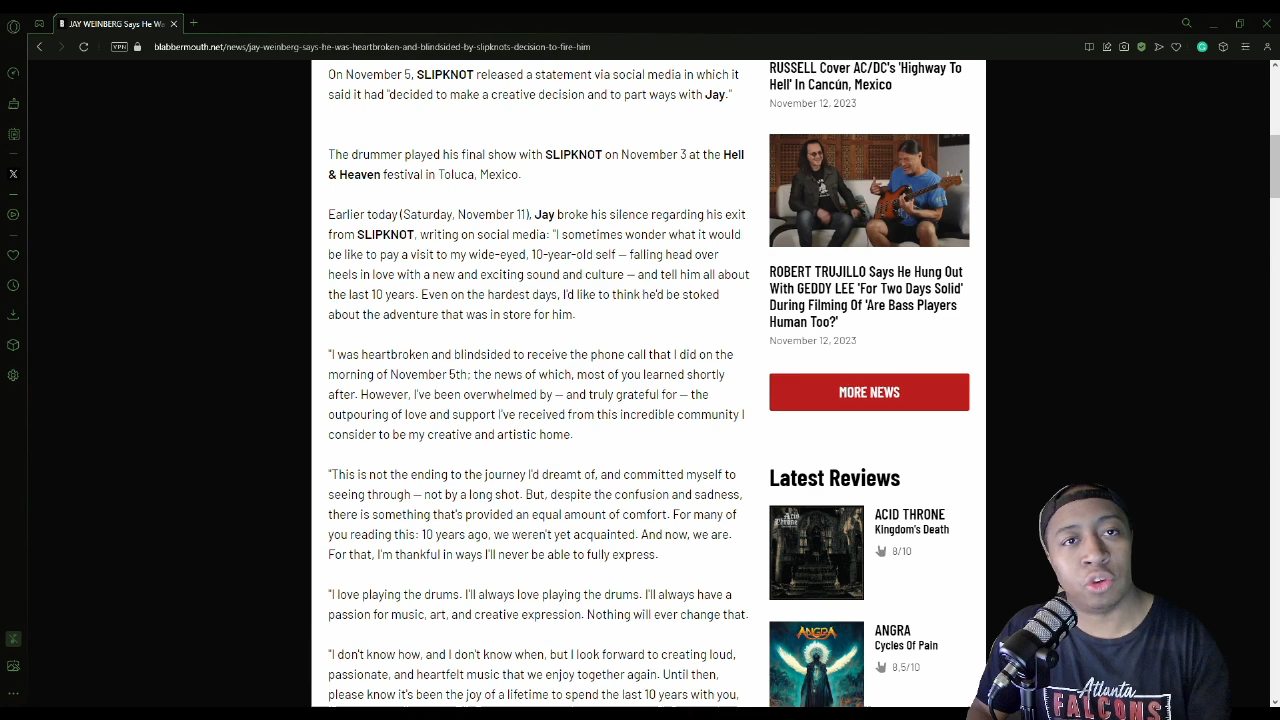 JAY WEINBERG Says He Wa
VPN
blabbermouth.net/news/jay-weinberg-says-he-was-heartbroken-and-blindsided-by-slipknots-decision-to-fire-him
On November 5, SLIPKNOT released a statement via social media in which it
said it had "decided to make a creative decision and to part ways with Jay."
The drummer played his final show with SLIPKNOT on November 3 at the Hell
& Heaven festival in Toluca, Mexico.
Earlier today (Saturday, November 11), Jay broke his silence regarding his exit
from SLIPKNOT, writing on social media: "I sometimes wonder what it would
be like to pay a visit to my wide-eyed, 10-year-old self — falling head over
heels in love with a new and exciting sound and culture — and tell him all about
the last 10 years. Even on the hardest days, I'd like to think he'd be stoked
about the adventure that was in store for him.
"I was heartbroken and blindsided to receive the phone call that I did on the
morning of November 5th; the news of which, most of you learned shortly
after. However, I've been overwhelmed by — and truly grateful for — the
outpouring of love and support I've received from this incredible community I
consider to be my creative and artistic home.
"This is not the ending to the journey I'd dreamt of, and committed myself to
seeing through — not by a long shot. But, despite the confusion and sadness,
there is something that's provided an equal amount of comfort. For many of
you reading this: 10 years ago, we weren't yet acquainted. And now, we are.
For that, I'm thankful in ways I'll never be able to fully express.
"I love playing the drums. I'll always love playing the drums. I'll always have a
passion for music, art, and creative expression. Nothing will ever change that.
"I don't know how, and I don't know when, but I look forward to creating loud,
passionate, and heartfelt music that we enjoy together again. Until then,
please know it's been the joy of a lifetime to spend the last 10 years with you,
RUSSELL Cover AC/DC's 'Highway To
Hell' In Cancún, Mexico
November 12, 2023
ROBERT TRUJILLO Says He Hung Out
With GEDDY LEE 'For Two Days Solid'
During Filming Of 'Are Bass Players
Human Too?'
November 12, 2023
MORE NEWS
Latest Reviews
Acid
Throne
ACID THRONE
Kingdom's Death
8/10
ANGRA
ANGRA
Cycles Of Pain
8.5/10
Atlanta
FALCONS